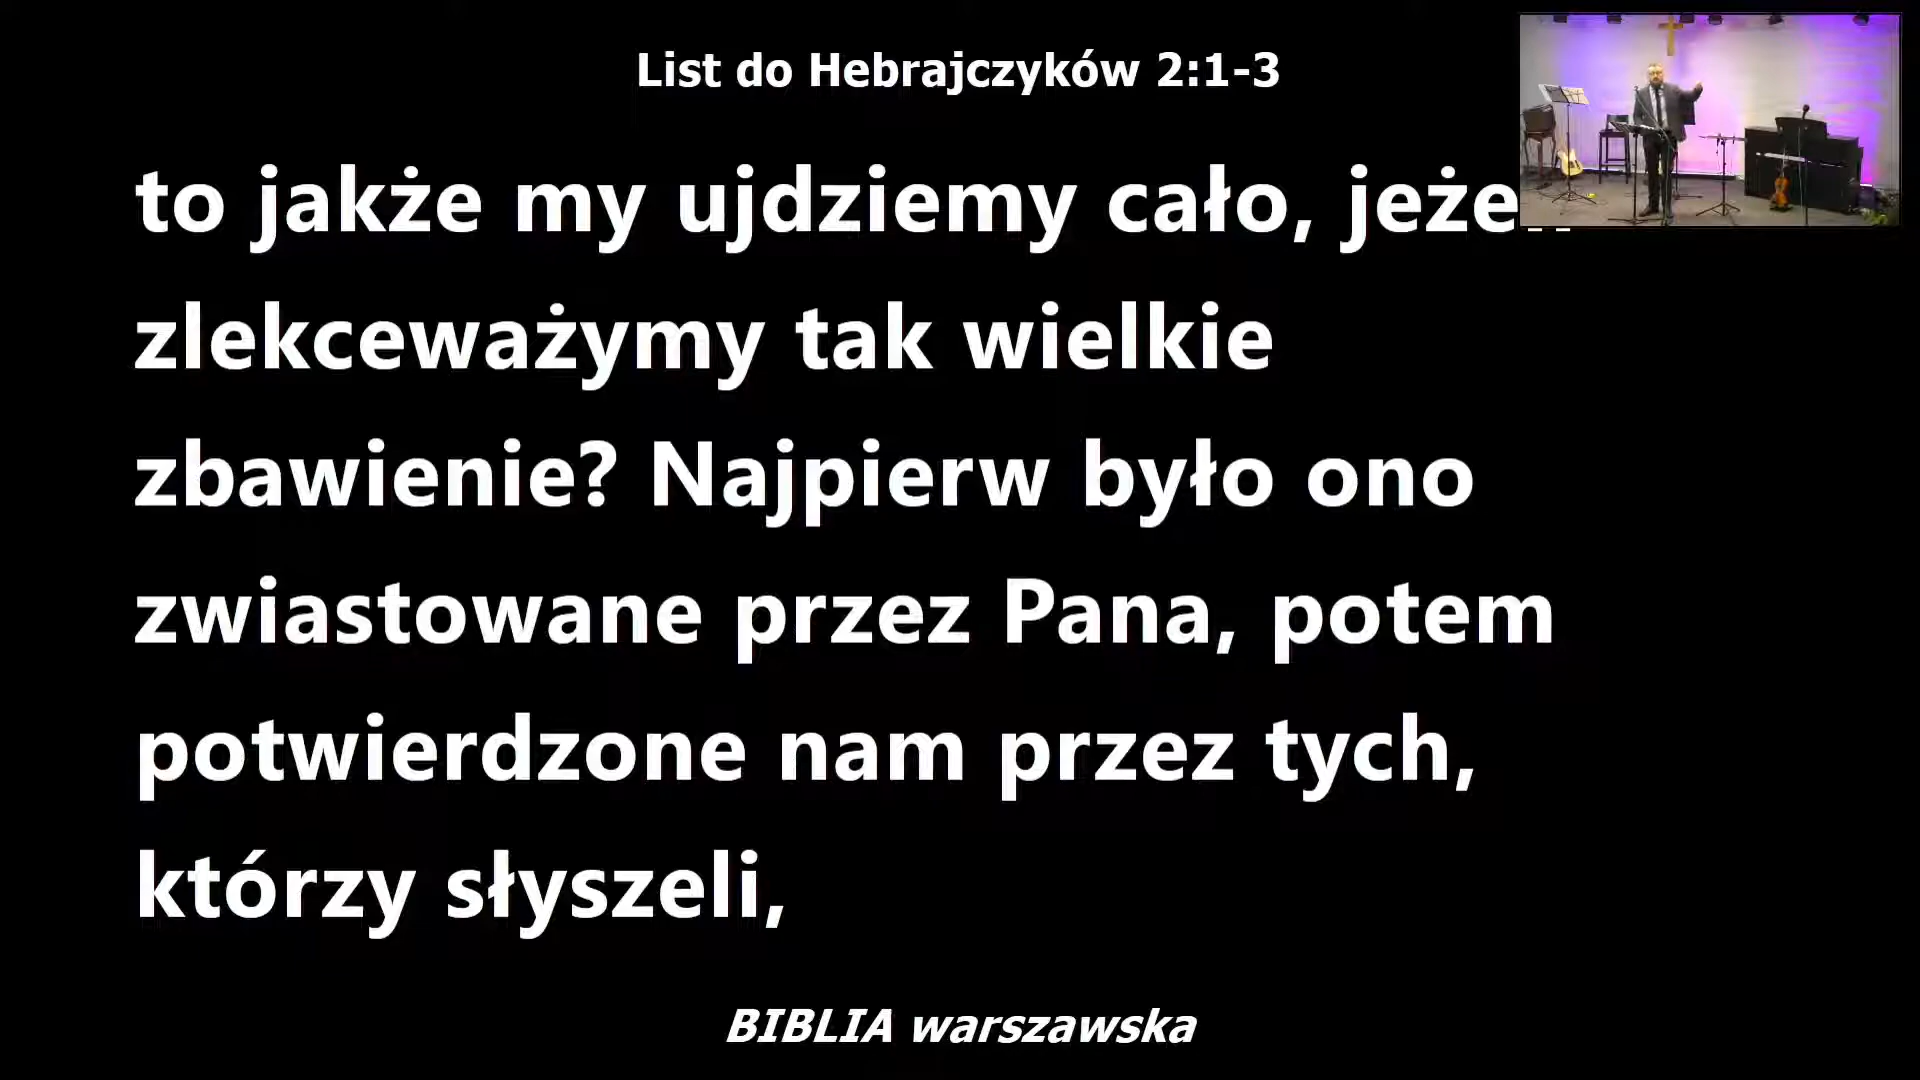 List do Hebrajczyków 2:1-3
to jakże my ujdziemy cało,
zlekceważymy tak wielkie
zbawienie? Najpierw było ono
zwiastowane przez Pana, potem
potwierdzone nam przez tych,
którzy słyszeli,
BIBLIA warszawska